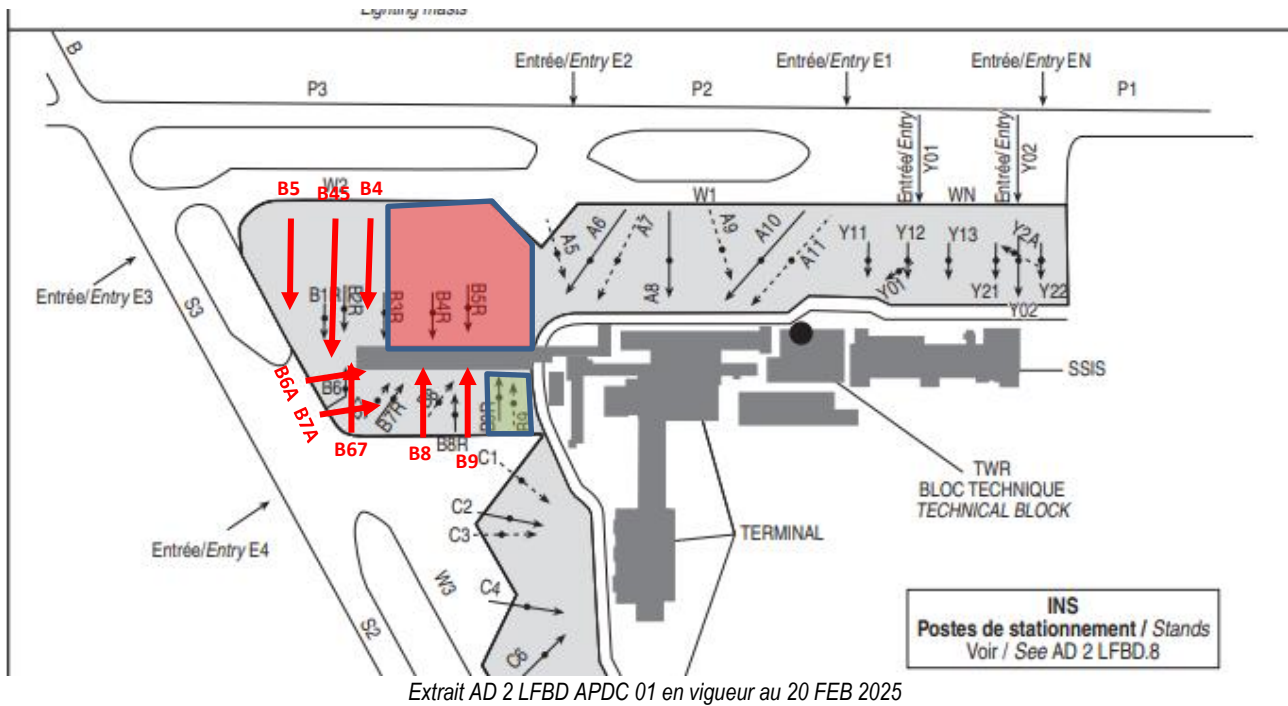 Lighting masts
B
Entrée/Entry E2
Entrée/Entry E1
Entrée/Entry EN
P3
P2
P1
Entrée/Entry
Y01
Entrée/Entry
Y02
W2
W1
WN
B5
B45
B4
A5
A6
A7
A8
A9
A10
A11
Y11
Y12
Y13
Y2A
Y01
Y21
Y22
Y02
Entrée/Entry E3
S3
B1R
B2R
B3R
B4R
B5R
SSIS
B6A
B6
B7A
B7R
B9
B67
B8
B8R
B9
C1
C2
C3
C4
C6
TWR
BLOC TECHNIQUE
TECHNICAL BLOCK
TERMINAL
Entrée/Entry E4
W3
S2
INS
Postes de stationnement / Stands
Voir / See AD 2 LFBD.8
Extrait AD 2 LFBD APDC 01 en vigueur au 20 FEB 2025